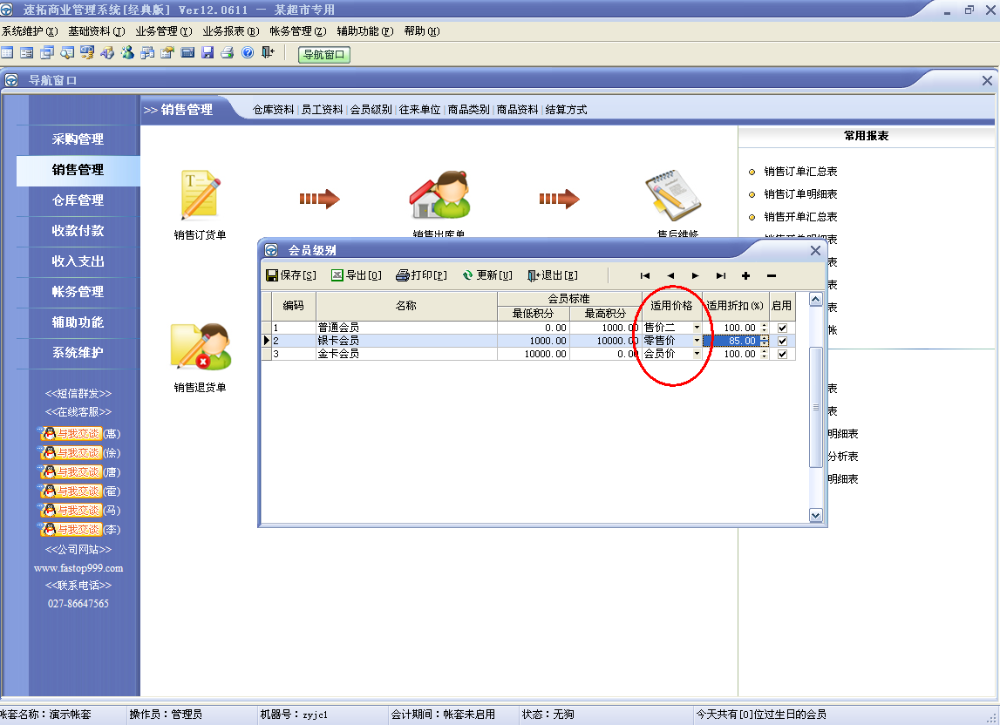 速拓商业管理系统[经典版] Ver12.0611 — 某超市专用
系统维护(X) 基础资料(J) 业务管理(Y) 业务报表(B) 帐务管理(Z) 辅助功能(F) 帮助(H)
导航窗口
导航窗口
>> 销售管理 仓库资料 | 员工资料 | 会员级别 | 往来单位 | 商品类别 | 商品资料 | 结算方式
采购管理
销售管理
仓库管理
收款付款
收入支出
帐务管理
辅助功能
系统维护
<<短信群发>>
<<在线客服>>
与我交谈 (惠)
与我交谈 (徐)
与我交谈 (唐)
与我交谈 (霍)
与我交谈 (马)
与我交谈 (李)
<<公司网站>>
www.fastop999.com
<<联系电话>>
027-86647565
销售订货单
销售出库单
售后维修
销售退货单
常用报表
销售订单汇总表
销售订单明细表
销售开单汇总表
销售开单明细表
表
表
表
帐
表
表
明细表
分析表
明细表
会员级别
保存[S] 导出[O] 打印[P] 更新[U] 退出[E]
编码 名称 会员标准 适用价格 适用折扣(%) 启用
最低积分 最高积分
1 普通会员 0.00 1000.00 售价二 100.00
2 银卡会员 1000.00 10000.00 零售价 85.00
3 金卡会员 10000.00 0.00 会员价 100.00
帐套名称：演示帐套 操作员：管理员 机器号：zyjc1 会计期间：帐套未启用 状态：无狗 今天共有[0]位过生日的会员